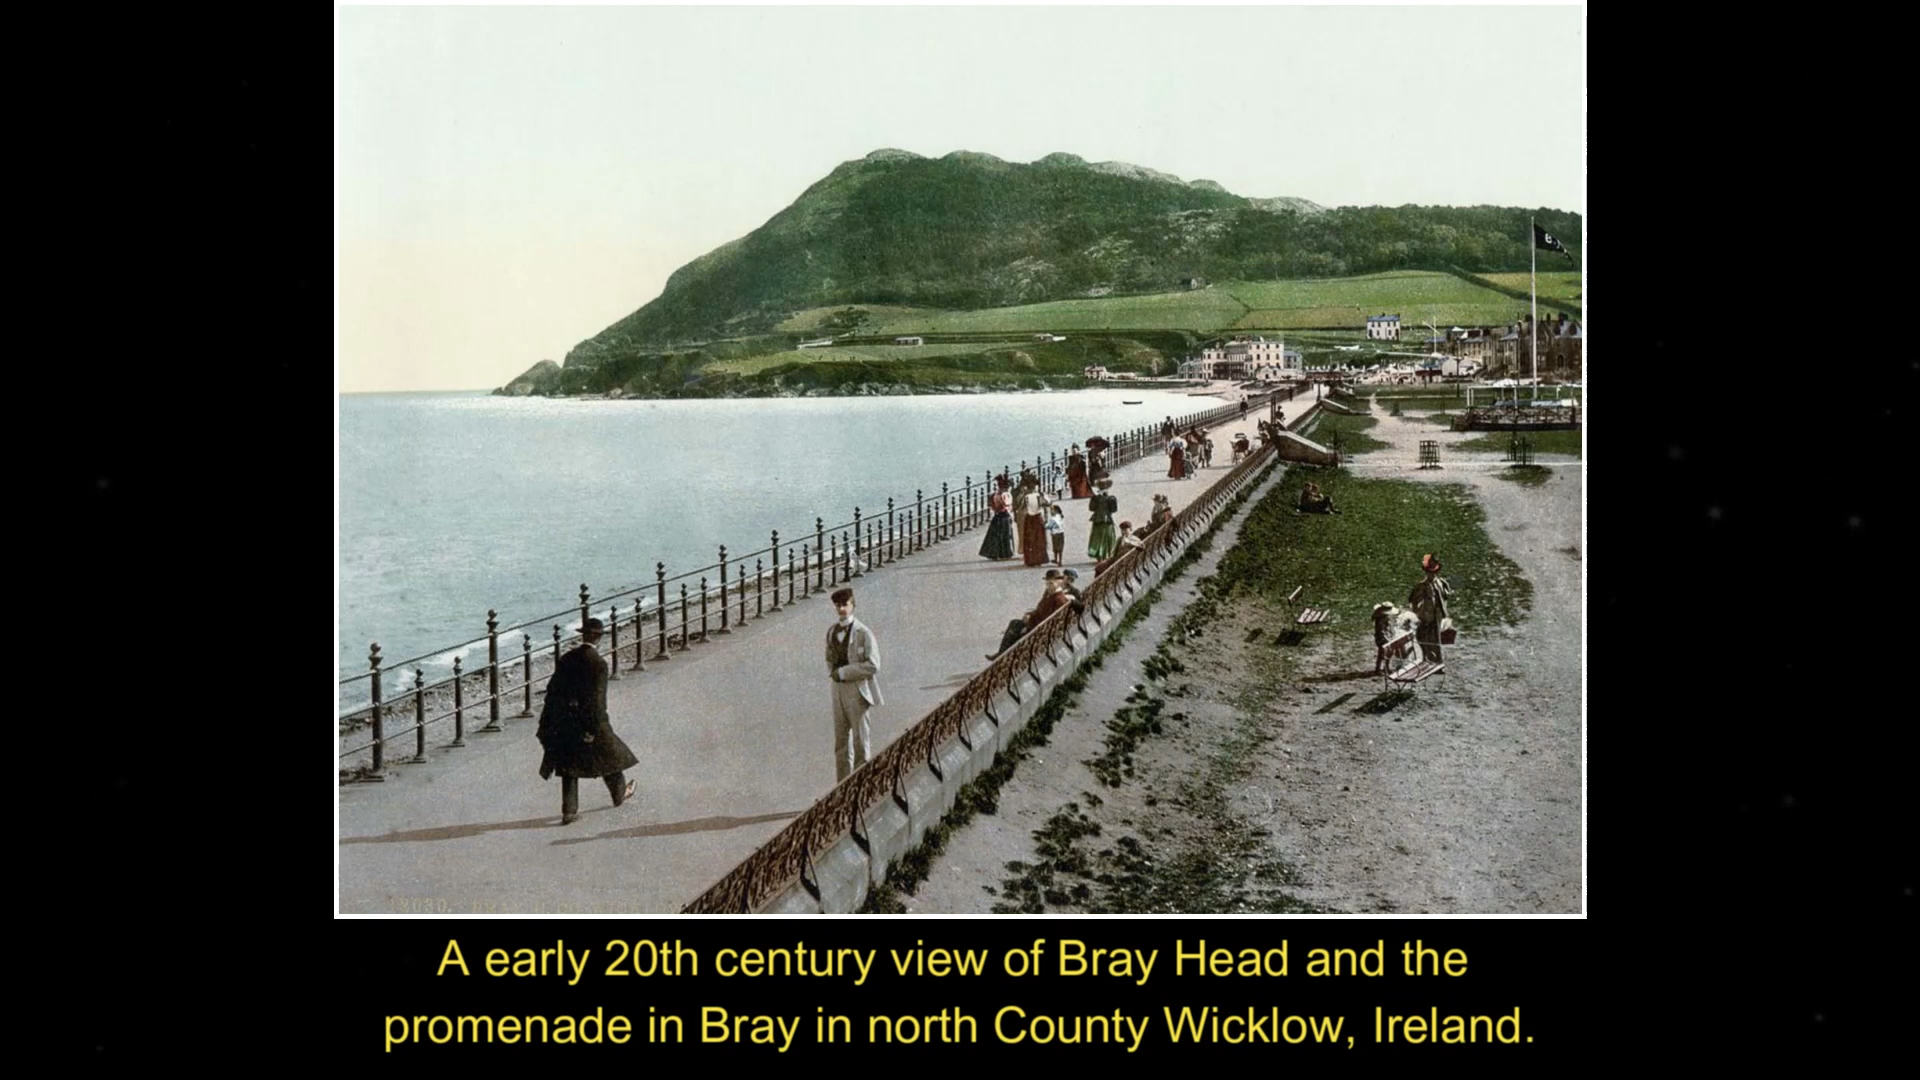 A early 20th century view of Bray Head and the
promenade in Bray in north County Wicklow, Ireland.